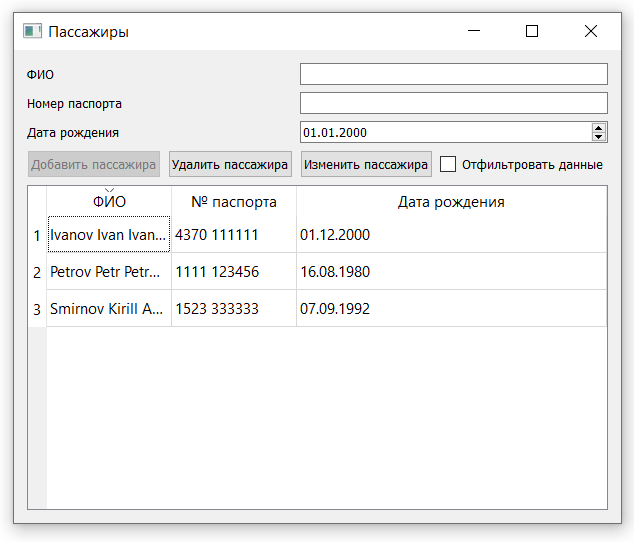 Пассажиры
ФИО
Номер паспорта
Дата рождения 01.01.2000
Добавить пассажира Удалить пассажира Изменить пассажира Отфильтровать данные
ФИО № паспорта Дата рождения
1 Ivanov Ivan Ivan... 4370 111111 01.12.2000
2 Petrov Petr Petr... 1111 123456 16.08.1980
3 Smirnov Kirill A... 1523 333333 07.09.1992